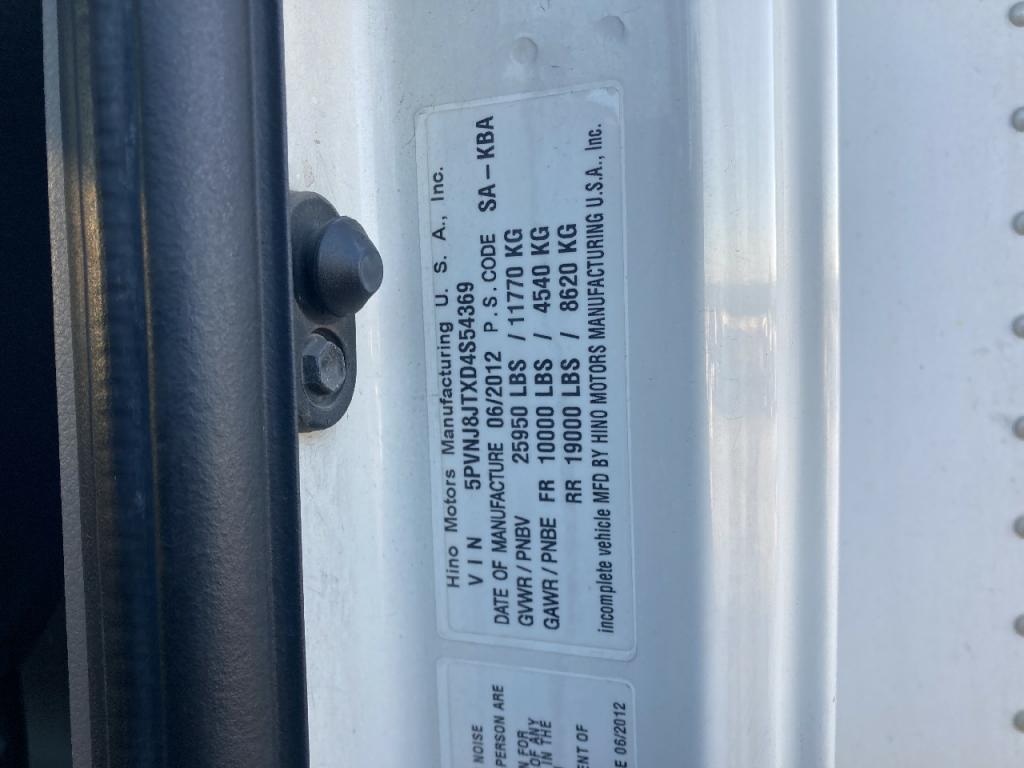 Hino Motors Manufacturing U. S. A., Inc.
VIN 5PVNJ8JTXD4S54369
DATE OF MANUFACTURE 06/2012 P.S. CODE SA-KBA
GVWR/PNBV 25950 LBS / 11770 KG
GAWR/PNBE FR 10000 LBS / 4540 KG
RR 19000 LBS / 8620 KG
incomplete vehicle MFD BY HINO MOTORS MANUFACTURING U.S.A., Inc.
NOISE
PERSON ARE
N FOR
OF ANY
IN THE
ENT OF
E 06/2012